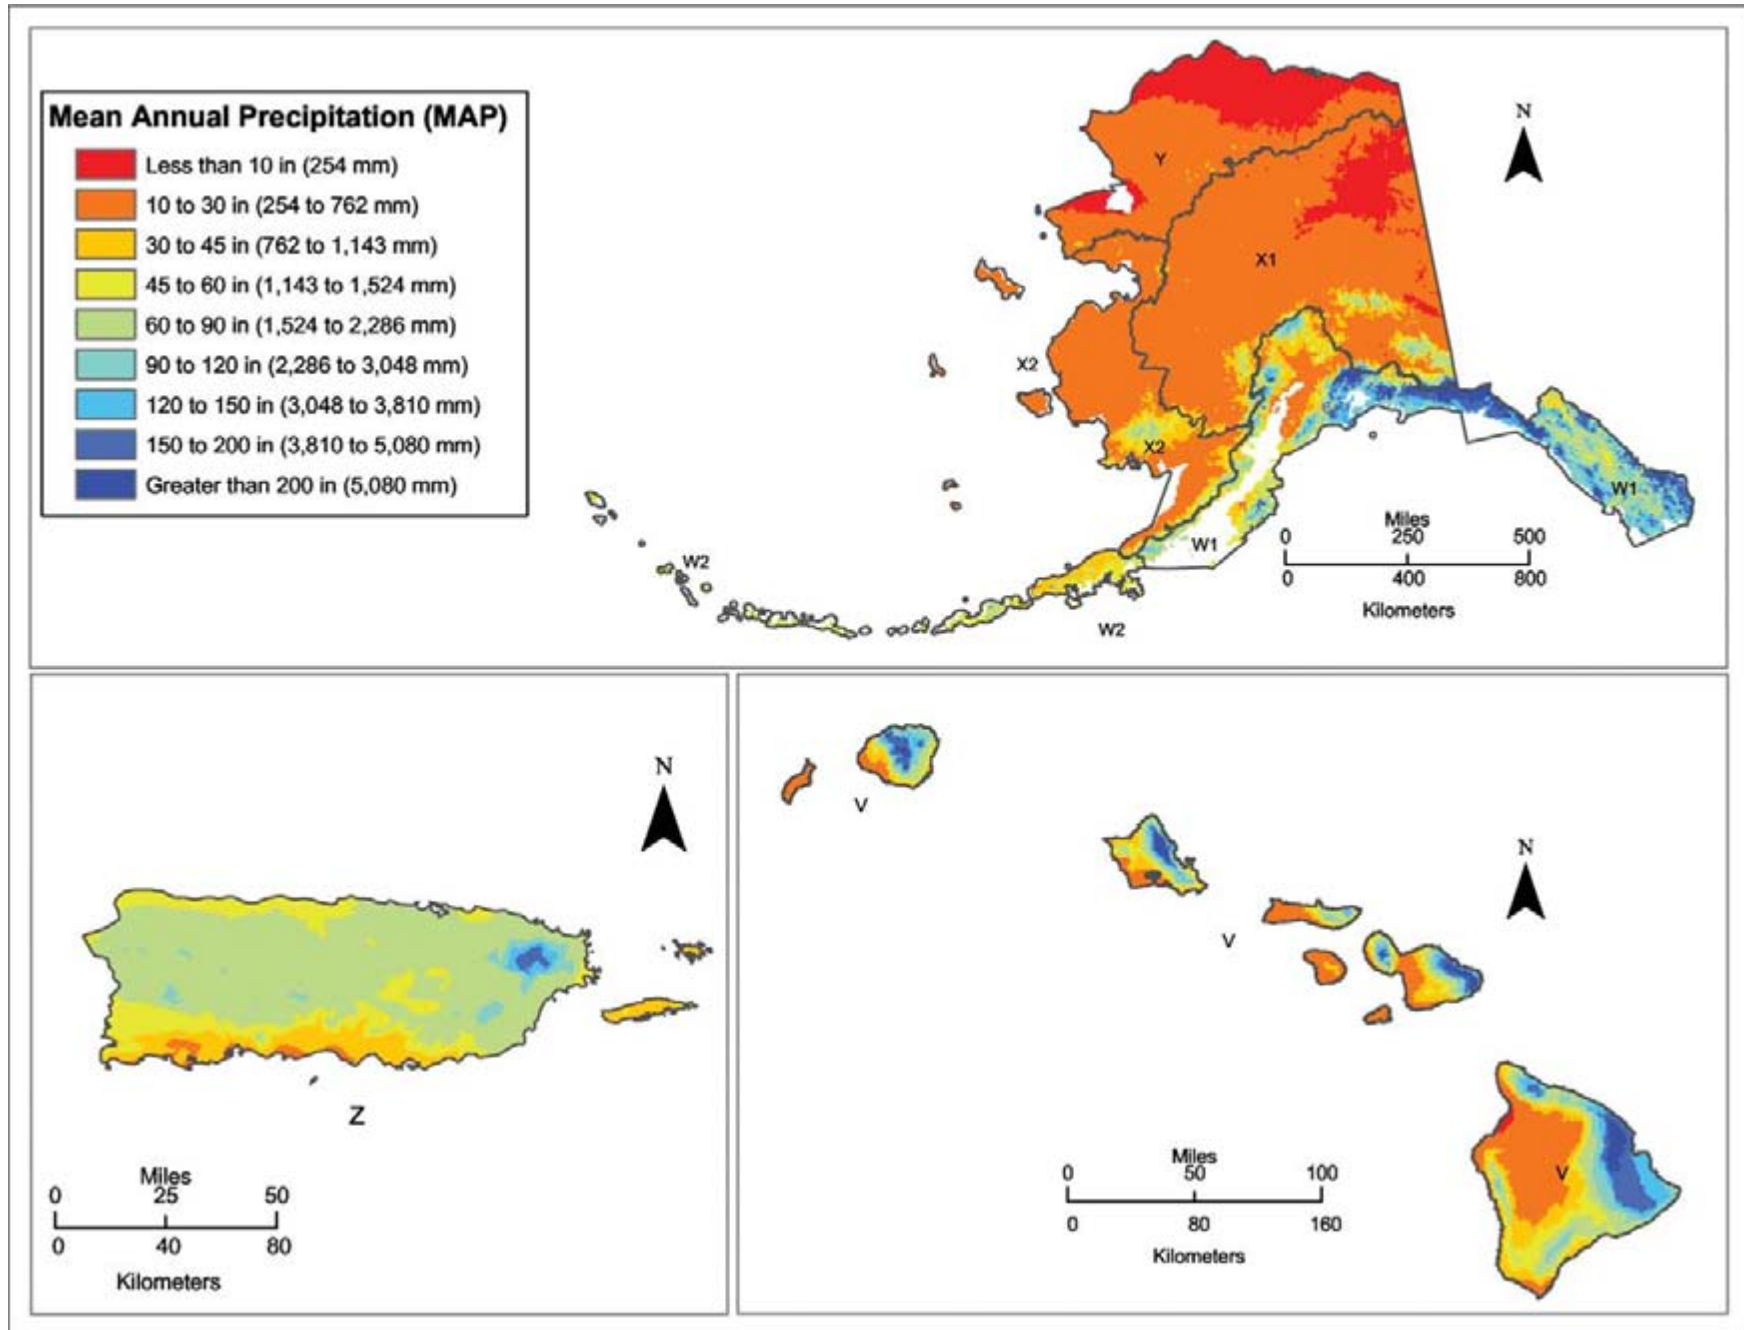 Mean Annual Precipitation (MAP)
Less than 10 in (254 mm)
10 to 30 in (254 to 762 mm)
30 to 45 in (762 to 1,143 mm)
45 to 60 in (1,143 to 1,524 mm)
60 to 90 in (1,524 to 2,286 mm)
90 to 120 in (2,286 to 3,048 mm)
120 to 150 in (3,048 to 3,810 mm)
150 to 200 in (3,810 to 5,080 mm)
Greater than 200 in (5,080 mm)
N
Y
X1
X2
X2
W1
W1
W2
W2
Miles
0 250 500
0 400 800
Kilometers
N
Z
Miles
0 25 50
0 40 80
Kilometers
V
N
V
V
Miles
0 50 100
0 80 160
Kilometers